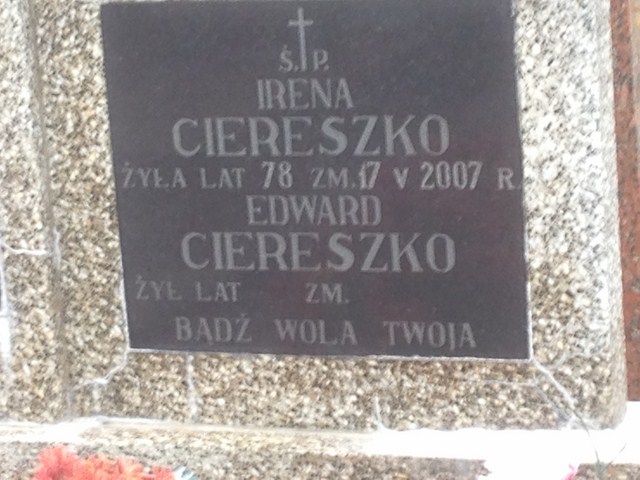 Ś. P.
IRENA
CIERESZKO
ŻYŁA LAT 78 ZM. 17 V 2007 R.
EDWARD
CIERESZKO
ŻYŁ LAT ZM.
BĄDŹ WOLA TWOJA